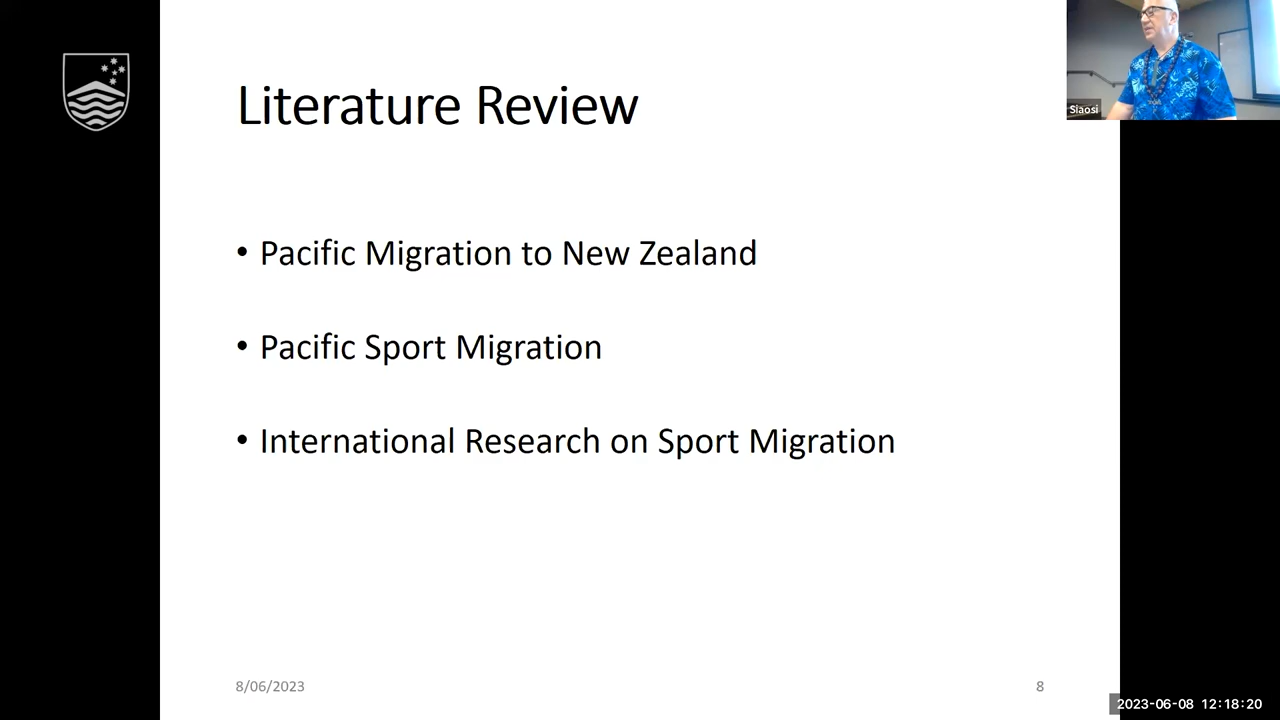 Literature Review
Siaosi
• Pacific Migration to New Zealand
• Pacific Sport Migration
• International Research on Sport Migration
8/06/2023
8
2023-06-08 12:18:20